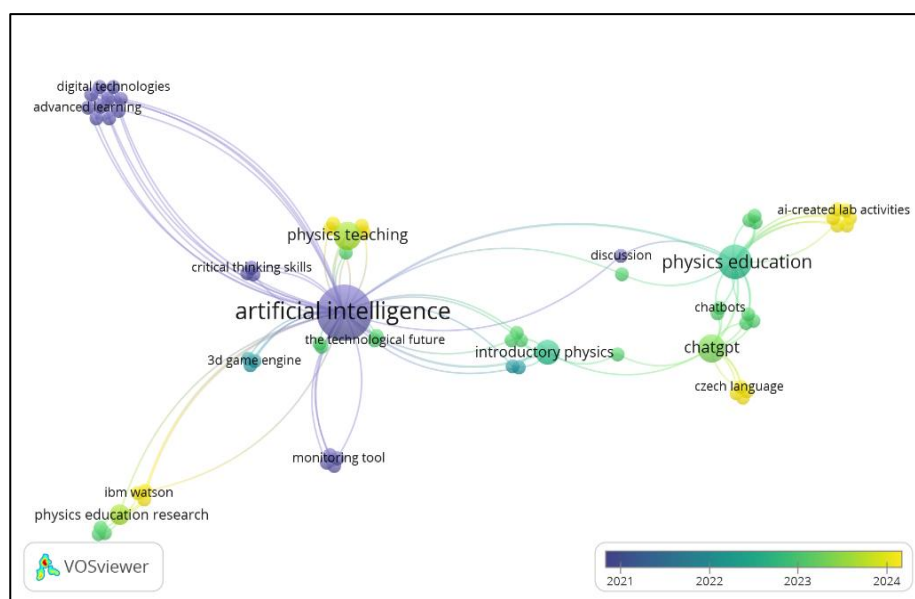 digital technologies
advanced learning
ai-created lab activities
physics teaching
discussion
physics education
critical thinking skills
artificial intelligence
chatbots
the technological future
chatgpt
introductory physics
3d game engine
czech language
monitoring tool
ibm watson
physics education research
VOSviewer
2021 2022 2023 2024